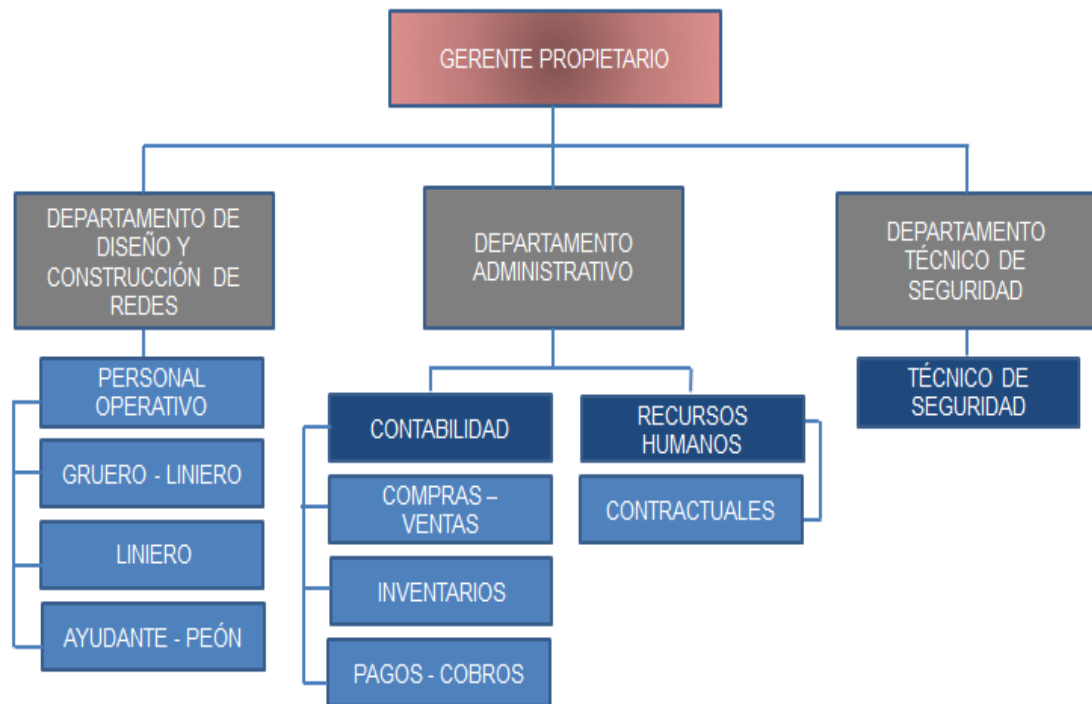 GERENTE PROPIETARIO
DEPARTAMENTO DE
DISEÑO Y
CONSTRUCCIÓN DE
REDES
DEPARTAMENTO
ADMINISTRATIVO
DEPARTAMENTO
TÉCNICO DE
SEGURIDAD
PERSONAL
OPERATIVO
GRUERO - LINIERO
LINIERO
AYUDANTE - PEÓN
CONTABILIDAD
COMPRAS –
VENTAS
INVENTARIOS
PAGOS - COBROS
RECURSOS
HUMANOS
CONTRACTUALES
TÉCNICO DE
SEGURIDAD